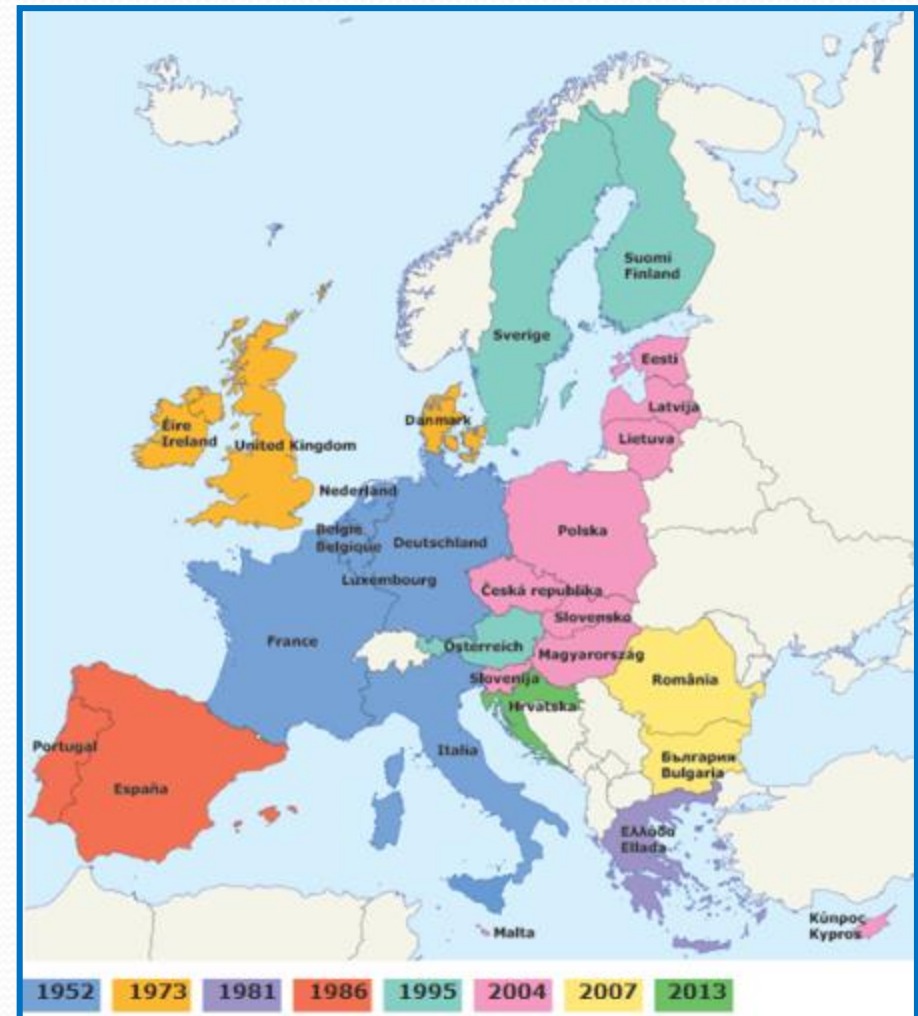 Suomi
Finland
Sverige
Eesti
Latvija
Lietuva
Danmark
Éire
Ireland
United Kingdom
Nederland
België
Belgique
Deutschland
Luxembourg
Polska
Česká republika
Slovensko
France
Österreich
Magyarország
Slovenija
Hrvatska
România
Portugal
España
Italia
България
Bulgaria
Ελλάδα
Ellada
Malta
Κύπρος
Kypros
1952 1973 1981 1986 1995 2004 2007 2013